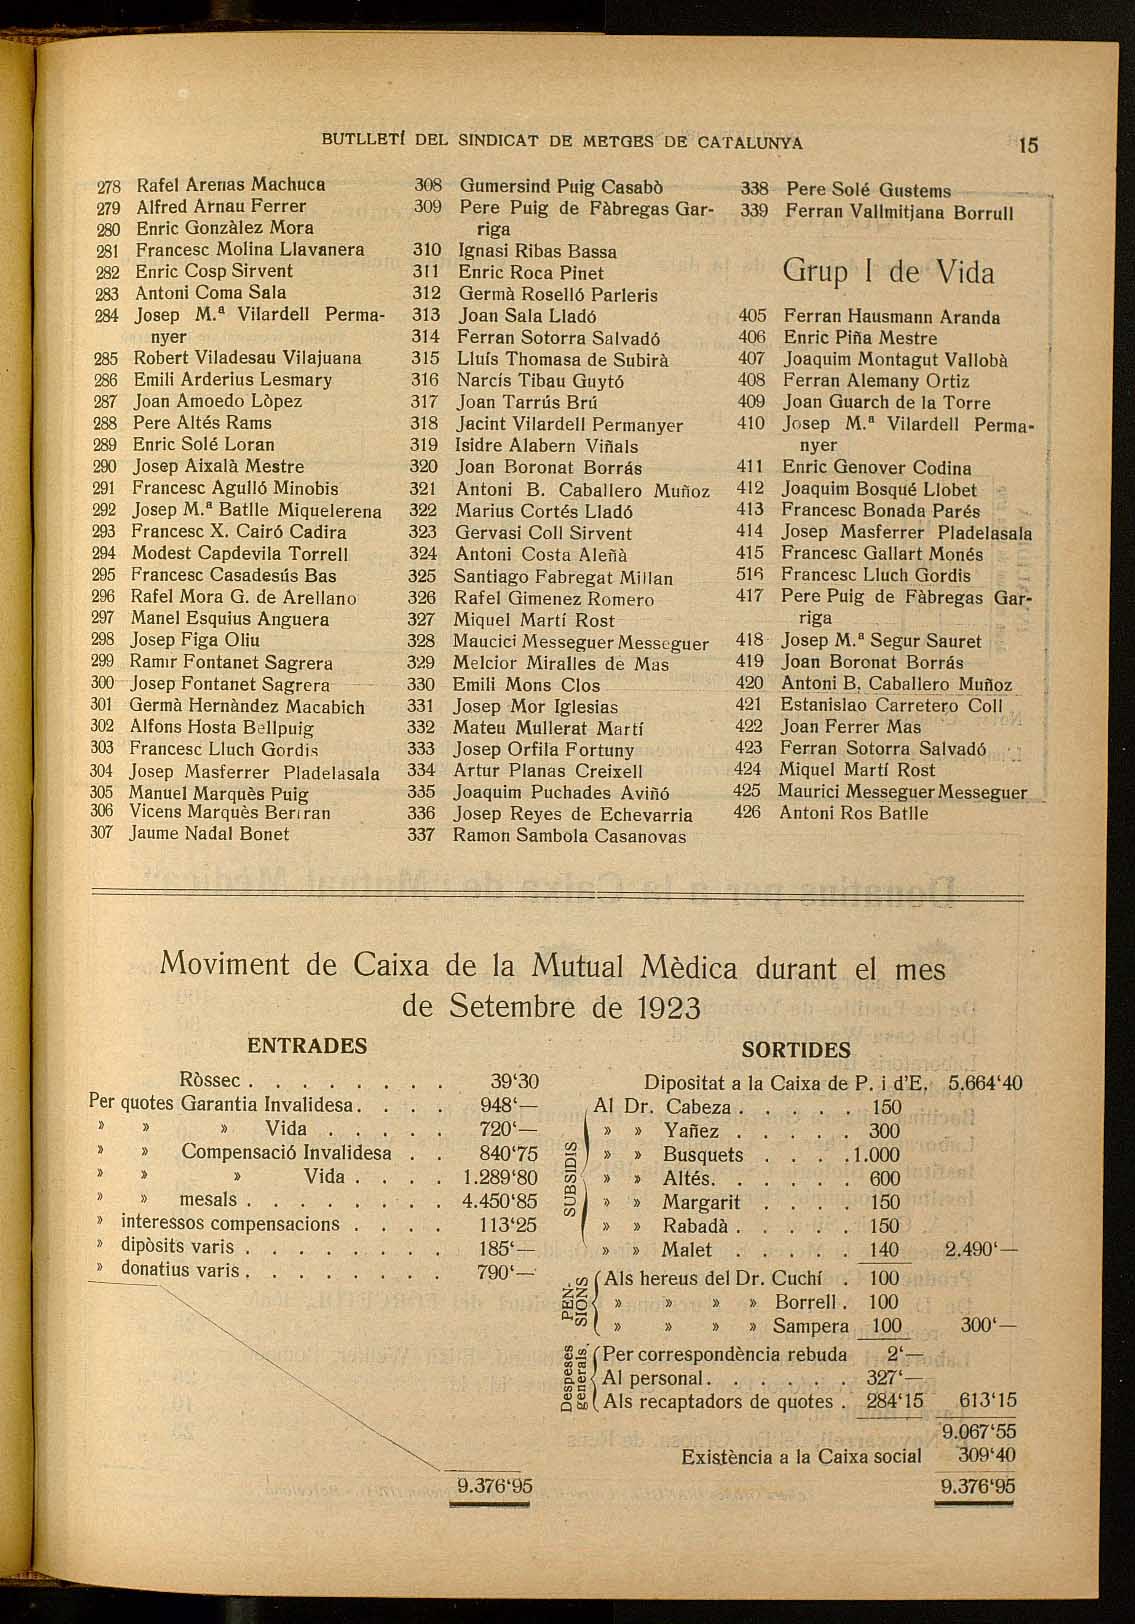 BUTLLETÍ DEL SINDICAT DE METGES DE CATALUNYA 15
278 Rafel Arenas Machuca
279 Alfred Arnau Ferrer
280 Enric Gonzàlez Mora
281 Francesc Molina Llavanera
282 Enric Cosp Sirvent
283 Antoni Coma Sala
284 Josep M.ª Vilardell Perma-
nyer
285 Robert Viladesau Vilajuana
286 Emili Arderius Lesmary
287 Joan Amoedo Lòpez
288 Pere Altés Rams
289 Enric Solé Loran
290 Josep Aixalà Mestre
291 Francesc Agulló Minobis
292 Josep M.ª Batlle Miquelerena
293 Francesc X. Cairó Cadira
294 Modest Capdevila Torrell
295 Francesc Casadesús Bas
296 Rafel Mora G. de Arellano
297 Manel Esquius Anguera
298 Josep Figa Oliu
299 Ramir Fontanet Sagrera
300 Josep Fontanet Sagrera
301 Germà Hernàndez Macabich
302 Alfons Hosta Bellpuig
303 Francesc Lluch Gordis
304 Josep Masferrer Pladelasala
305 Manuel Marquès Puig
306 Vicens Marquès Bertran
307 Jaume Nadal Bonet
308 Gumersind Puig Casabò
309 Pere Puig de Fàbregas Gar-
riga
310 Ignasi Ribas Bassa
311 Enric Roca Pinet
312 Germà Roselló Parleris
313 Joan Sala Lladó
314 Ferran Sotorra Salvadó
315 Lluís Thomasa de Subirà
316 Narcís Tibau Guytó
317 Joan Tarrús Brú
318 Jacint Vilardell Permanyer
319 Isidre Alabern Viñals
320 Joan Boronat Borrás
321 Antoni B. Caballero Muñoz
322 Marius Cortés Lladó
323 Gervasi Coll Sirvent
324 Antoni Costa Aleñà
325 Santiago Fabregat Millan
326 Rafel Gimenez Romero
327 Miquel Martí Rost
328 Maucici Messeguer Messeguer
329 Melcior Miralles de Mas
330 Emili Mons Clos
331 Josep Mor Iglesias
332 Mateu Mullerat Martí
333 Josep Orfila Fortuny
334 Artur Planas Creixell
335 Joaquim Puchades Aviñó
336 Josep Reyes de Echevarria
337 Ramon Sambola Casanovas
338 Pere Solé Gustems
339 Ferran Vallmitjana Borrull
Grup I de Vida
405 Ferran Hausmann Aranda
406 Enric Piña Mestre
407 Joaquim Montagut Vallobà
408 Ferran Alemany Ortiz
409 Joan Guarch de la Torre
410 Josep M.ª Vilardell Perma-
nyer
411 Enric Genover Codina
412 Joaquim Bosqué Llobet
413 Francesc Bonada Parés
414 Josep Masferrer Pladelasala
415 Francesc Gallart Monés
516 Francesc Lluch Gordis
417 Pere Puig de Fàbregas Gar-
riga
418 Josep M.ª Segur Sauret
419 Joan Boronat Borrás
420 Antoni B. Caballero Muñoz
421 Estanislao Carretero Coll
422 Joan Ferrer Mas
423 Ferran Sotorra Salvadó
424 Miquel Martí Rost
425 Maurici Messeguer Messeguer
426 Antoni Ros Batlle
Moviment de Caixa de la Mutual Mèdica durant el mes
de Setembre de 1923
ENTRADES
Ròssec . . . . . . . . 39‘30
Per quotes Garantia Invalidesa . . . . 948‘—
» » » Vida . . . . . 720‘—
» » Compensació Invalidesa . . 840‘75
» » » Vida . . . . 1.289‘80
» » mesals . . . . . . . . 4.450‘85
» interessos compensacions . . . . 113‘25
» dipòsits varis . . . . . . . . 185‘—
» donatius varis . . . . . . . . 790‘—
9.376‘95
SORTIDES
Dipositat a la Caixa de P. i d’E. 5.664‘40
SUBSIDIS
Al Dr. Cabeza . . . . . 150
» » Yañez . . . . . 300
» » Busquets . . . . 1.000
» » Altés . . . . . . 600
» » Margarit . . . . 150
» » Rabadà . . . . . 150
» » Malet . . . . . 140 2.490‘—
PEN-
SIONS
Als hereus del Dr. Cuchí . 100
» » » » Borrell . 100
» » » » Sampera 100 300‘—
Despeses
generals.
Per correspondència rebuda 2‘—
Al personal . . . . . . 327‘—
Als recaptadors de quotes . 284‘15 613‘15
9.067‘55
Existència a la Caixa social 309‘40
9.376‘95